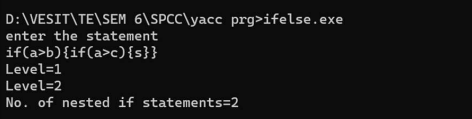 D:\VESIT\TE\SEM 6\SPCC\yacc prg>ifelse.exe
enter the statement
if(a>b){if(a>c){s}}
Level=1
Level=2
No. of nested if statements=2